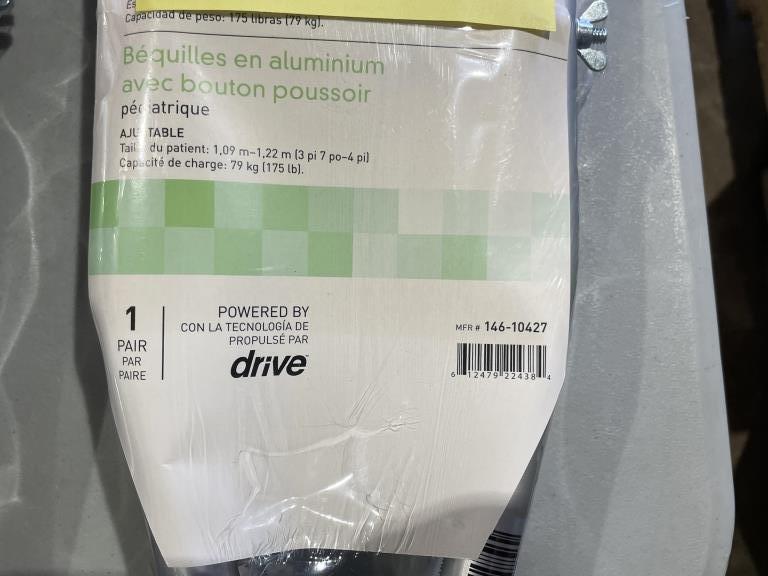 Capacidad de peso: 175 libras (79 kg).
Béquilles en aluminium
avec bouton poussoir
pédiatrique
AJUSTABLE
Taille du patient: 1,09 m–1,22 m (3 pi 7 po–4 pi)
Capacité de charge: 79 kg (175 lb).
1
PAIR
PAR
PAIRE
POWERED BY
CON LA TECNOLOGÍA DE
PROPULSÉ PAR
drive
MFR # 146-10427
6 12479 22438 4